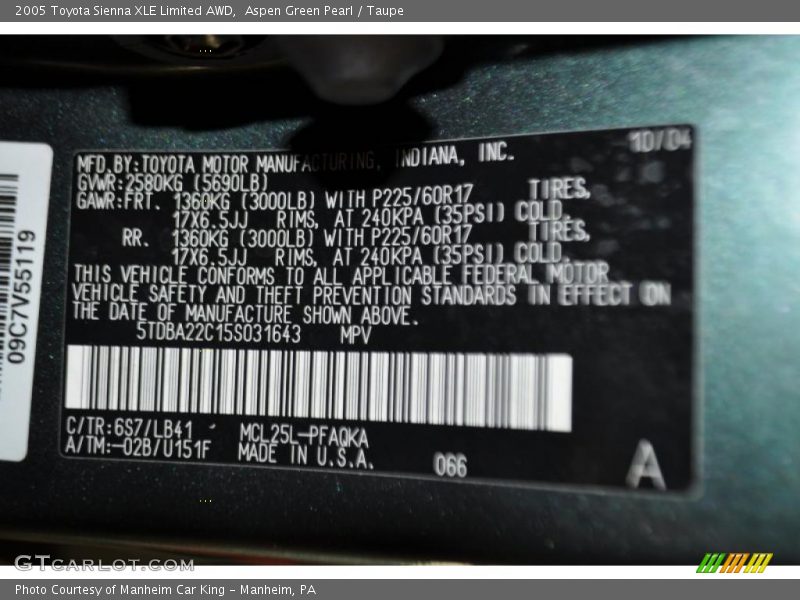 2005 Toyota Sienna XLE Limited AWD,  Aspen Green Pearl / Taupe
10/04
MFD.BY:TOYOTA MOTOR MANUFACTURING, INDIANA, INC.
GVWR:2580KG (5690LB)
GAWR:FRT. 1360KG (3000LB) WITH P225/60R17 TIRES,
17X6.5JJ RIMS, AT 240KPA (35PSI) COLD.
RR. 1360KG (3000LB) WITH P225/60R17 TIRES,
17X6.5JJ RIMS, AT 240KPA (35PSI) COLD.
THIS VEHICLE CONFORMS TO ALL APPLICABLE FEDERAL MOTOR
VEHICLE SAFETY AND THEFT PREVENTION STANDARDS IN EFFECT ON
THE DATE OF MANUFACTURE SHOWN ABOVE.
5TDBA22C15S031643 MPV
C/TR:6S7/LB41 MCL25L-PFAQKA
A/TM:-02B/U151F MADE IN U.S.A. 066
A
09C7V55119
GTCARLOT.COM
Photo Courtesy of Manheim Car King - Manheim, PA